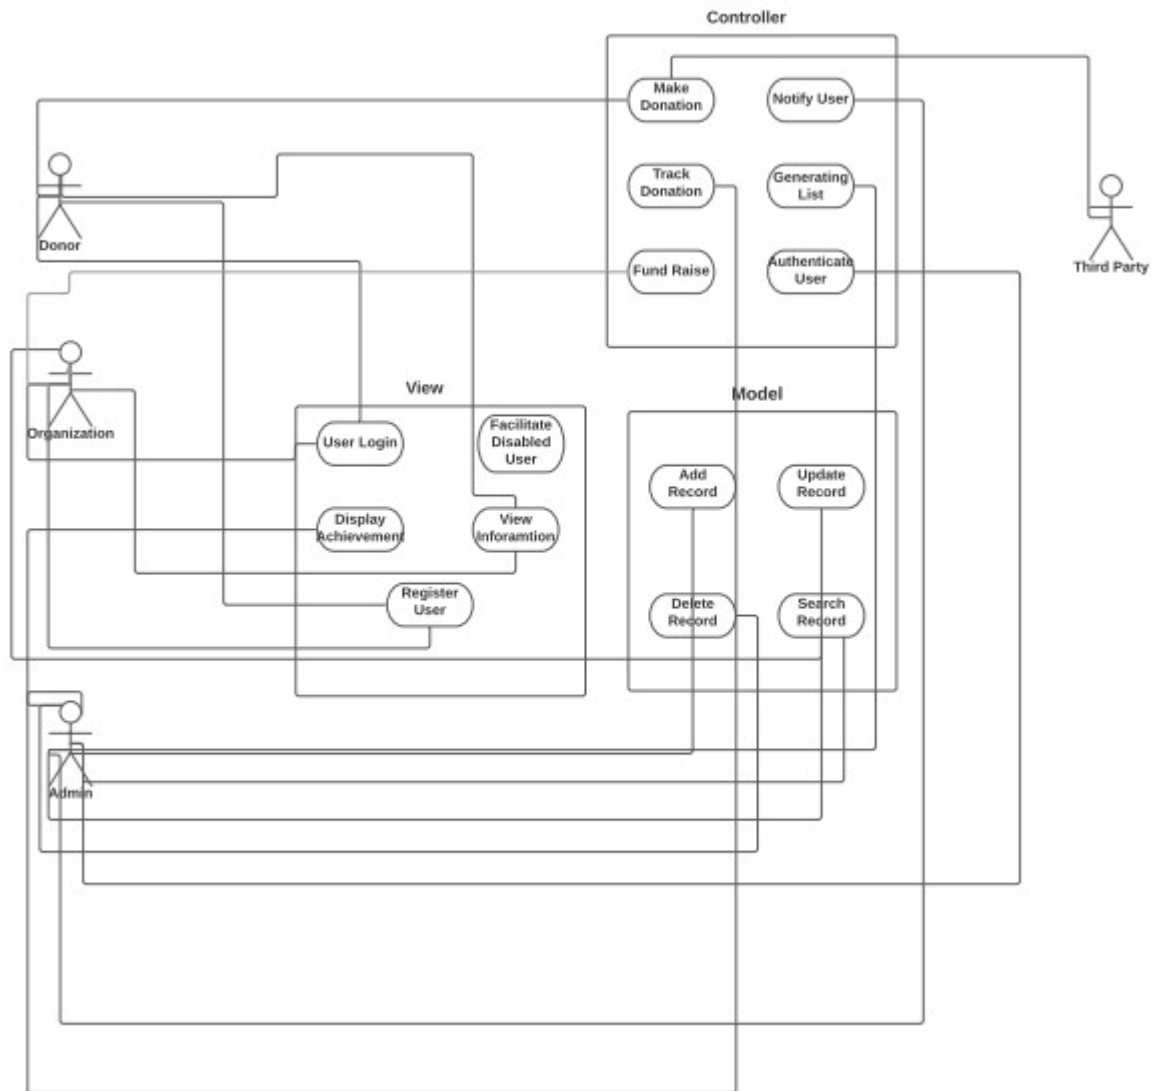 Controller
Make
Donation
Notify User
Track
Donation
Generating
List
Donor
Third Party
Fund Raise
Authenticate
User
Organization
View
Model
User Login
Facilitate
Disabled
User
Add
Record
Update
Record
Display
Achievement
View
Inforamtion
Register
User
Delete
Record
Search
Record
Admin